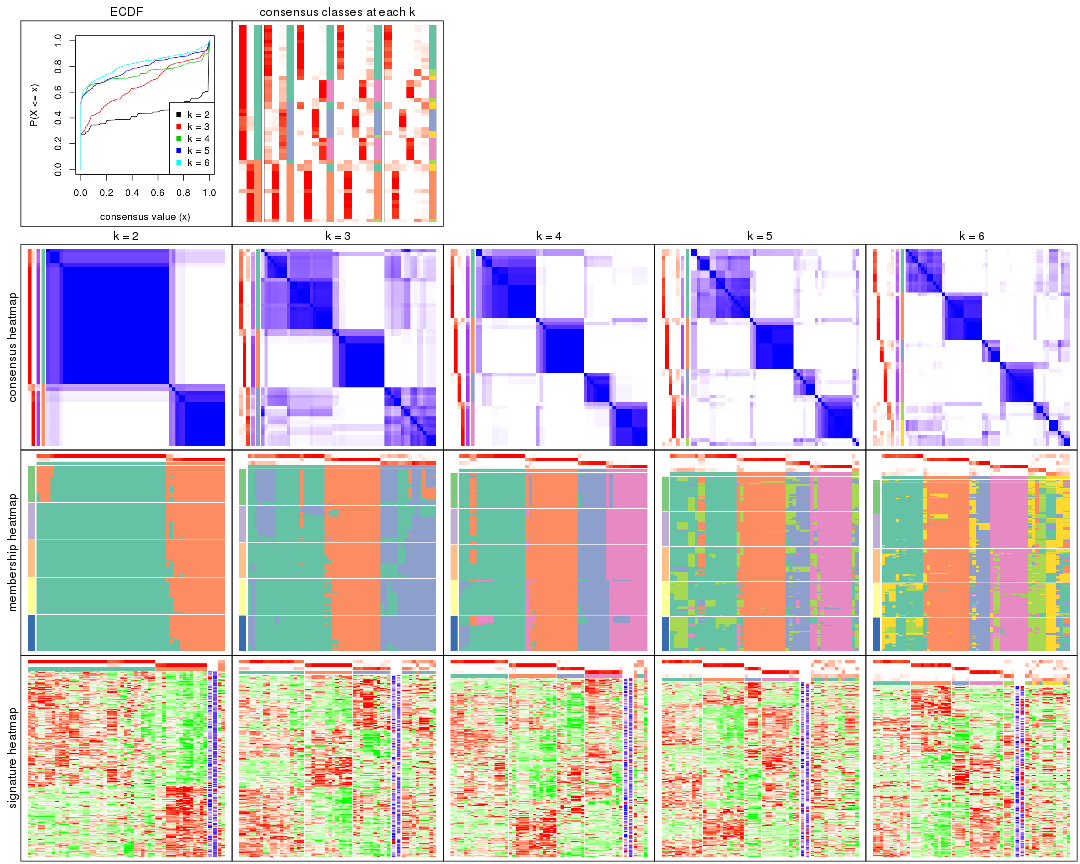 ECDF
consensus classes at each k
P(X <= x)
0.0 0.2 0.4 0.6 0.8 1.0
k = 2
k = 3
k = 4
k = 5
k = 6
0.0 0.2 0.4 0.6 0.8 1.0
consensus value (x)
k = 2
k = 3
k = 4
k = 5
k = 6
consensus heatmap
membership heatmap
signature heatmap